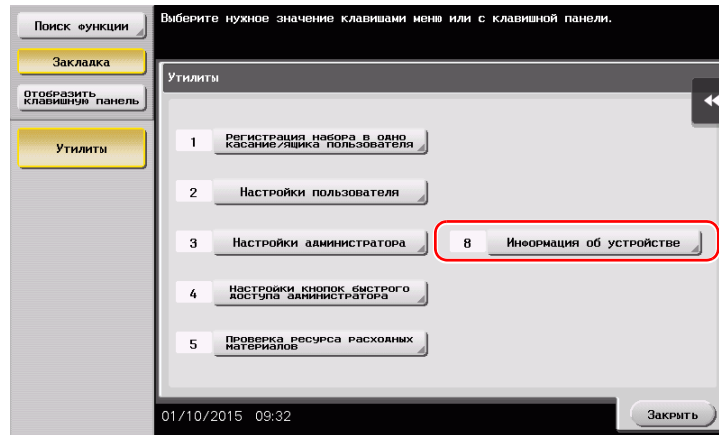 Поиск функции
Выберите нужное значение клавишами меню или с клавишной панели.
Закладка
Отобразить
клавишную панель
Утилиты
Утилиты
1 Регистрация набора в одно
касание/ящика пользователя
2 Настройки пользователя
3 Настройки администратора
8 Информация об устройстве
4 Настройки кнопок быстрого
доступа администратора
5 Проверка ресурса расходных
материалов
01/10/2015 09:32
Закрыть